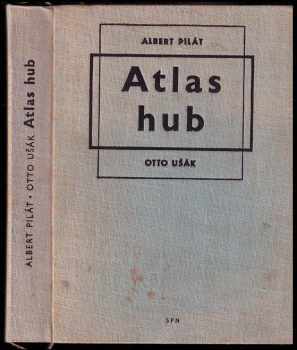 ALBERT PILÁT • OTTO UŠÁK Atlas hub
ALBERT PILÁT
Atlas
hub
OTTO UŠÁK
SPN